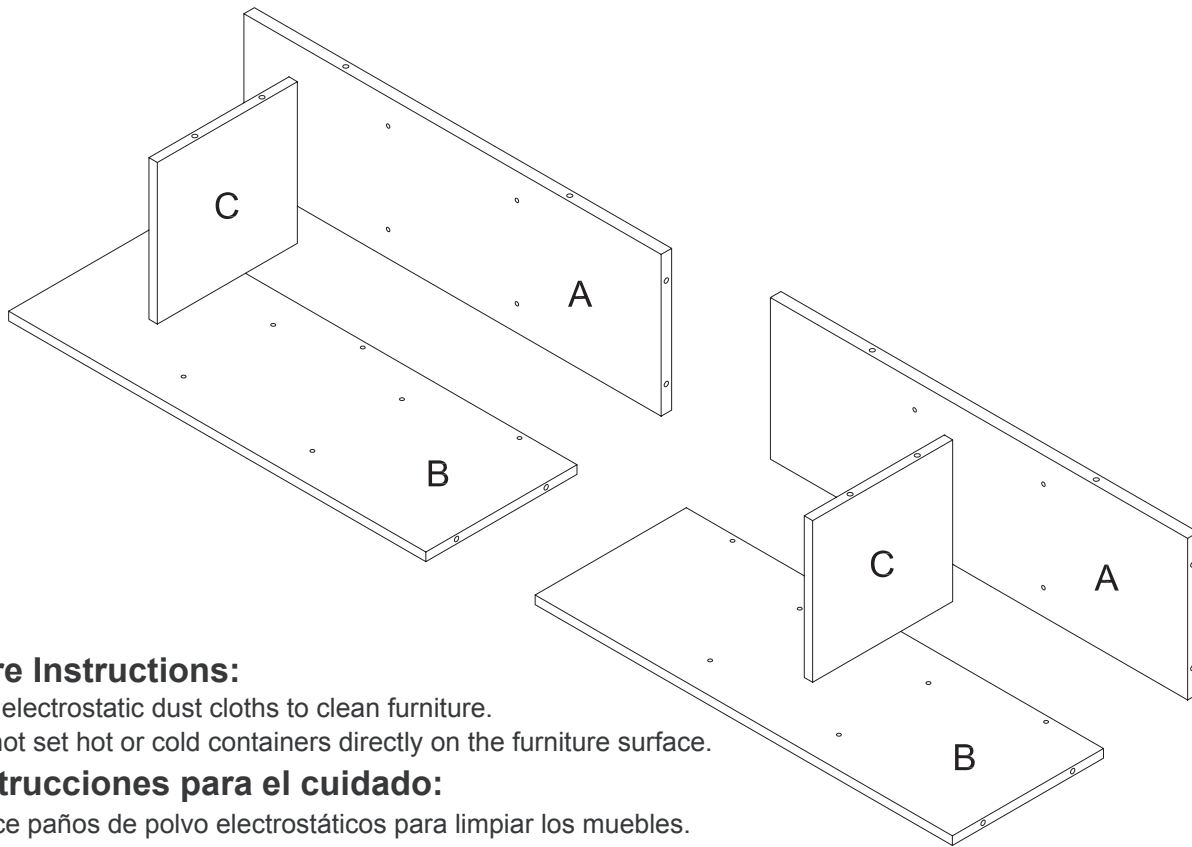 C
A
B
C
A
B
re Instructions:
electrostatic dust cloths to clean furniture.
not set hot or cold containers directly on the furniture surface.
trucciones para el cuidado:
ce paños de polvo electrostáticos para limpiar los muebles.